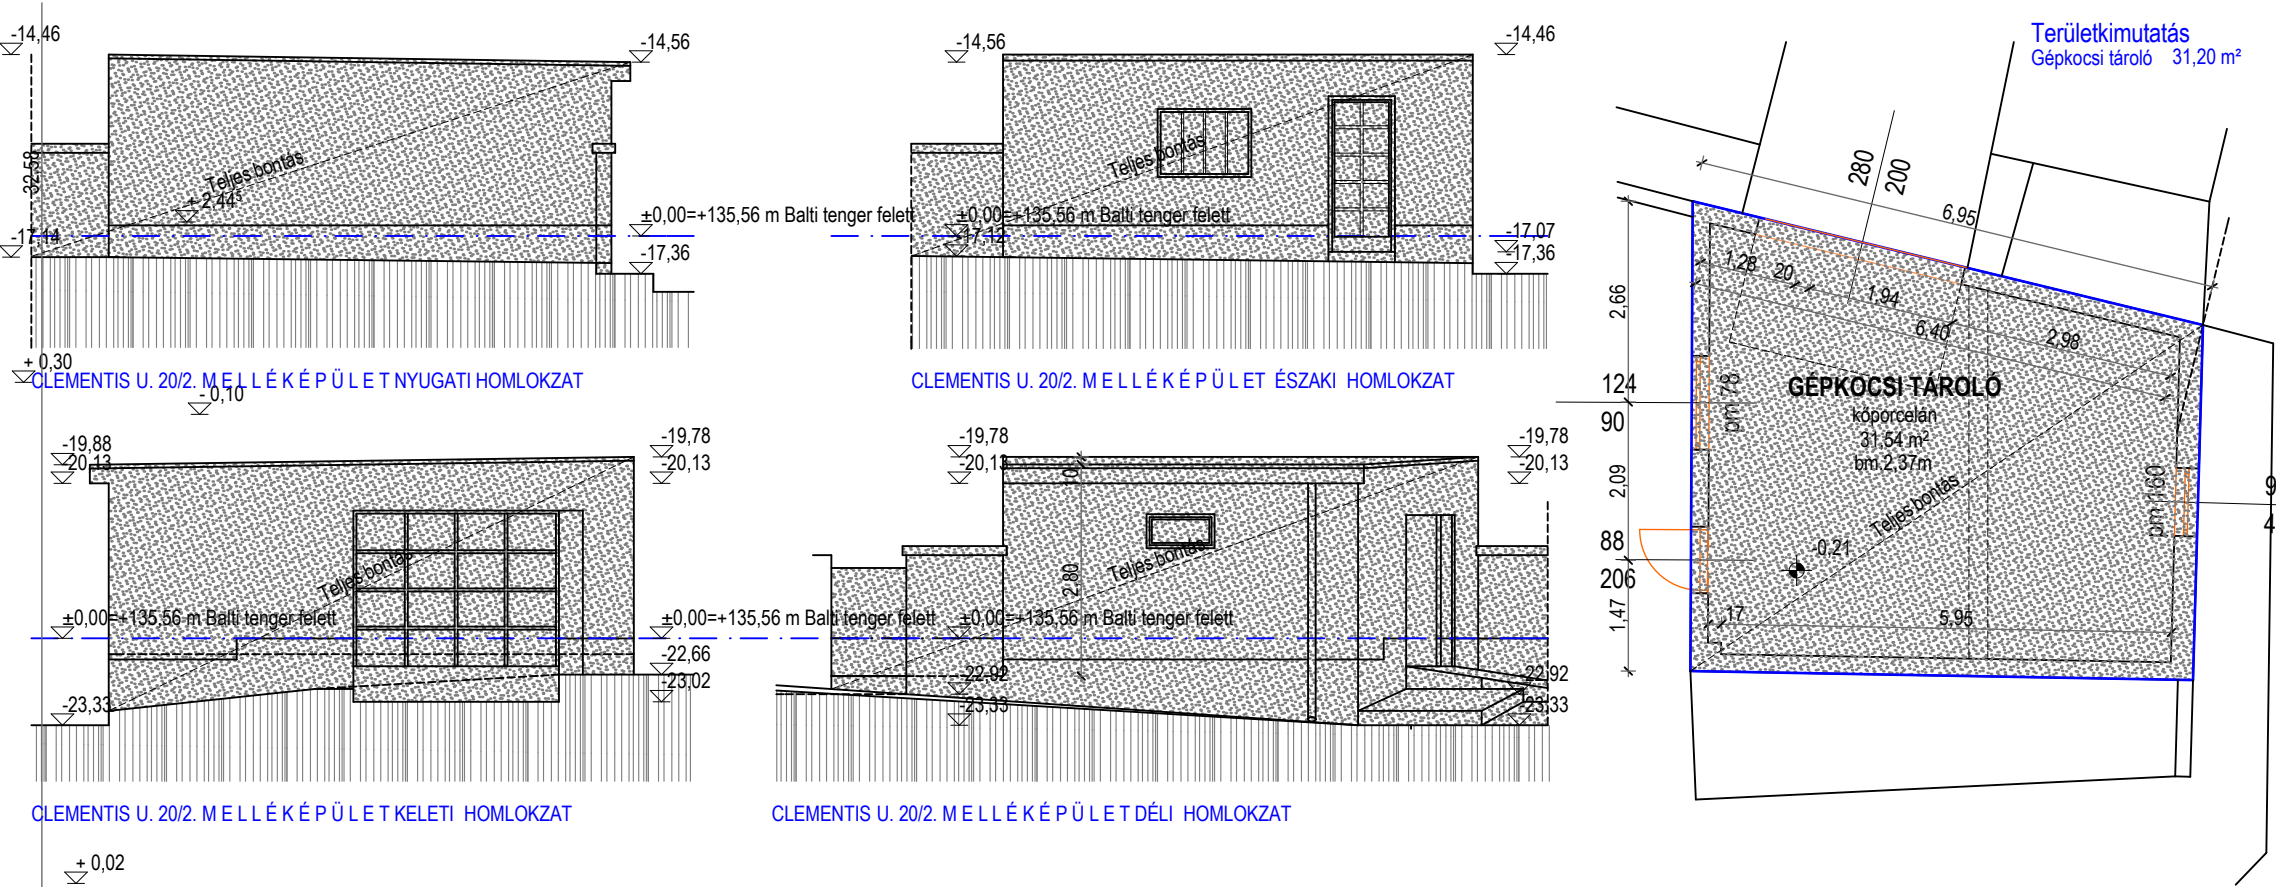 -14,46
-14,56
Teljes bontás
+ 2,44⁵
32,58
±0,00=+135,56 m Balti tenger felett
-17,14
-17,36
+ 0,30
CLEMENTIS U. 20/2. M E L L É K É P Ü L E T NYUGATI HOMLOKZAT
- 0,10
-14,56
-14,46
Teljes bontás
±0,00=+135,56 m Balti tenger felett
-17,12
-17,07
-17,36
CLEMENTIS U. 20/2. M E L L É K É P Ü L E T ÉSZAKI HOMLOKZAT
-19,88
-20,13
-19,78
-20,13
Teljes bontás
±0,00=+135,56 m Balti tenger felett
±0,00=+135,56 m Balti tenger felett
-22,66
-23,02
-23,33
CLEMENTIS U. 20/2. M E L L É K É P Ü L E T KELETI HOMLOKZAT
+ 0,02
-19,78
-20,13
10
-19,78
-20,13
Teljes bontás
2,80
±0,00=+135,56 m Balti tenger felett
-22,92
-23,33
-22,92
-23,33
CLEMENTIS U. 20/2. M E L L É K É P Ü L E T DÉLI HOMLOKZAT
Területkimutatás
Gépkocsi tároló 31,20 m²
280
200
6,95
1,28
20
1,94
6,40
2,98
2,66
124
90
2,09
88
206
1,47
pm 78
GÉPKOCSI TÁROLÓ
kőporcelán
31,54 m²
bm.2,37m
Teljes bontás
-0,21
pm 160
9
4
17
5,95